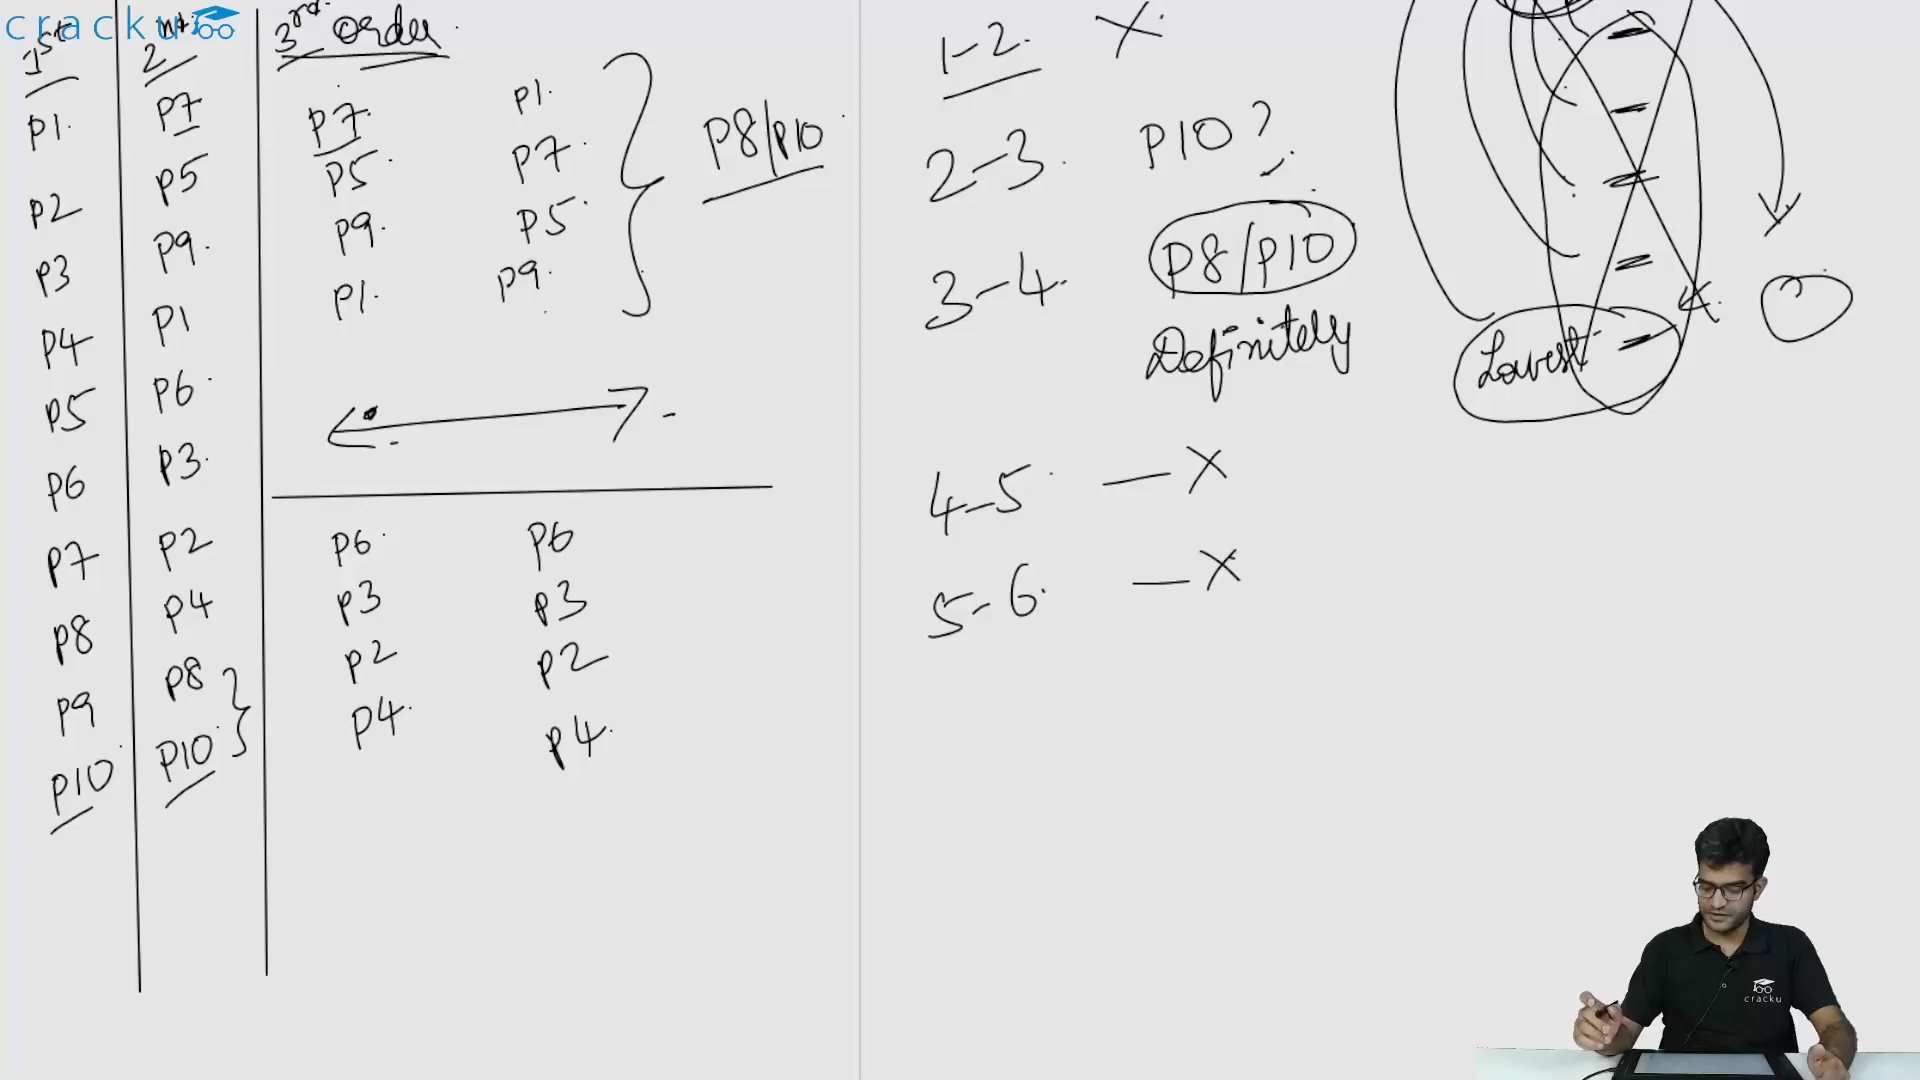 cracku
1st
P1.
P2
P3
P4
P5
P6
P7
P8
P9
P10
2nd
P7
P5
P9.
P1
P6.
P3.
P2
P4
P8
P10
3rd order
P7. P1.
P5. P7.
P9. P5.
P1. P9.
P8/P10
P6. P6
P3 P3
P2 P2
P4. P4.
1-2. X
2-3. P10?
3-4. P8/P10
Definitely
4-5. — X
5-6. — X
Lowest
cracku